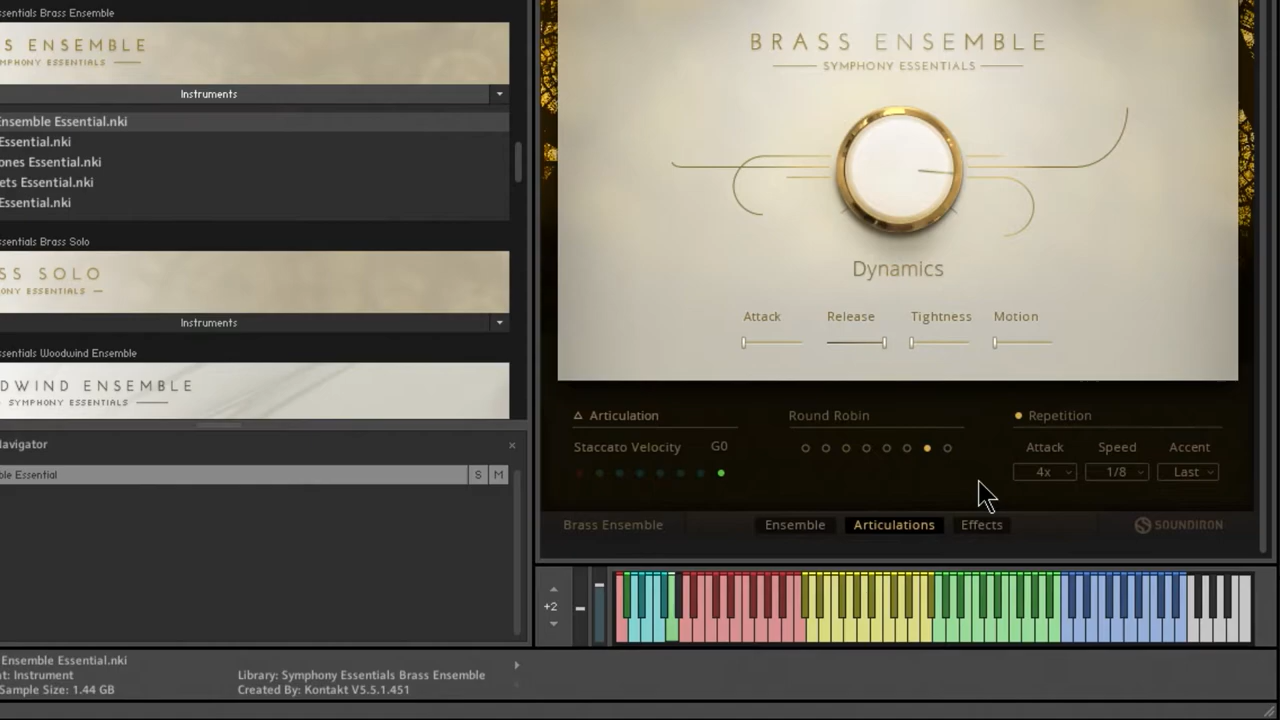 ssentials Brass Ensemble
S ENSEMBLE
MPHONY ESSENTIALS
Instruments
Ensemble Essential.nki
Essential.nki
ones Essential.nki
ets Essential.nki
Essential.nki
ssentials Brass Solo
SS SOLO
ONY ESSENTIALS
Instruments
ssentials Woodwind Ensemble
DWIND ENSEMBLE
SYMPHONY ESSENTIALS
Navigator
ble Essential
S M
Ensemble Essential.nki
at: Instrument
Sample Size: 1.44 GB
Library: Symphony Essentials Brass Ensemble
Created By: Kontakt V5.5.1.451
BRASS ENSEMBLE
SYMPHONY ESSENTIALS
Dynamics
Attack Release Tightness Motion
Articulation
Staccato Velocity G0
Round Robin
Repetition
Attack Speed Accent
4x 1/8 Last
Brass Ensemble Ensemble Articulations Effects SOUNDIRON
+2